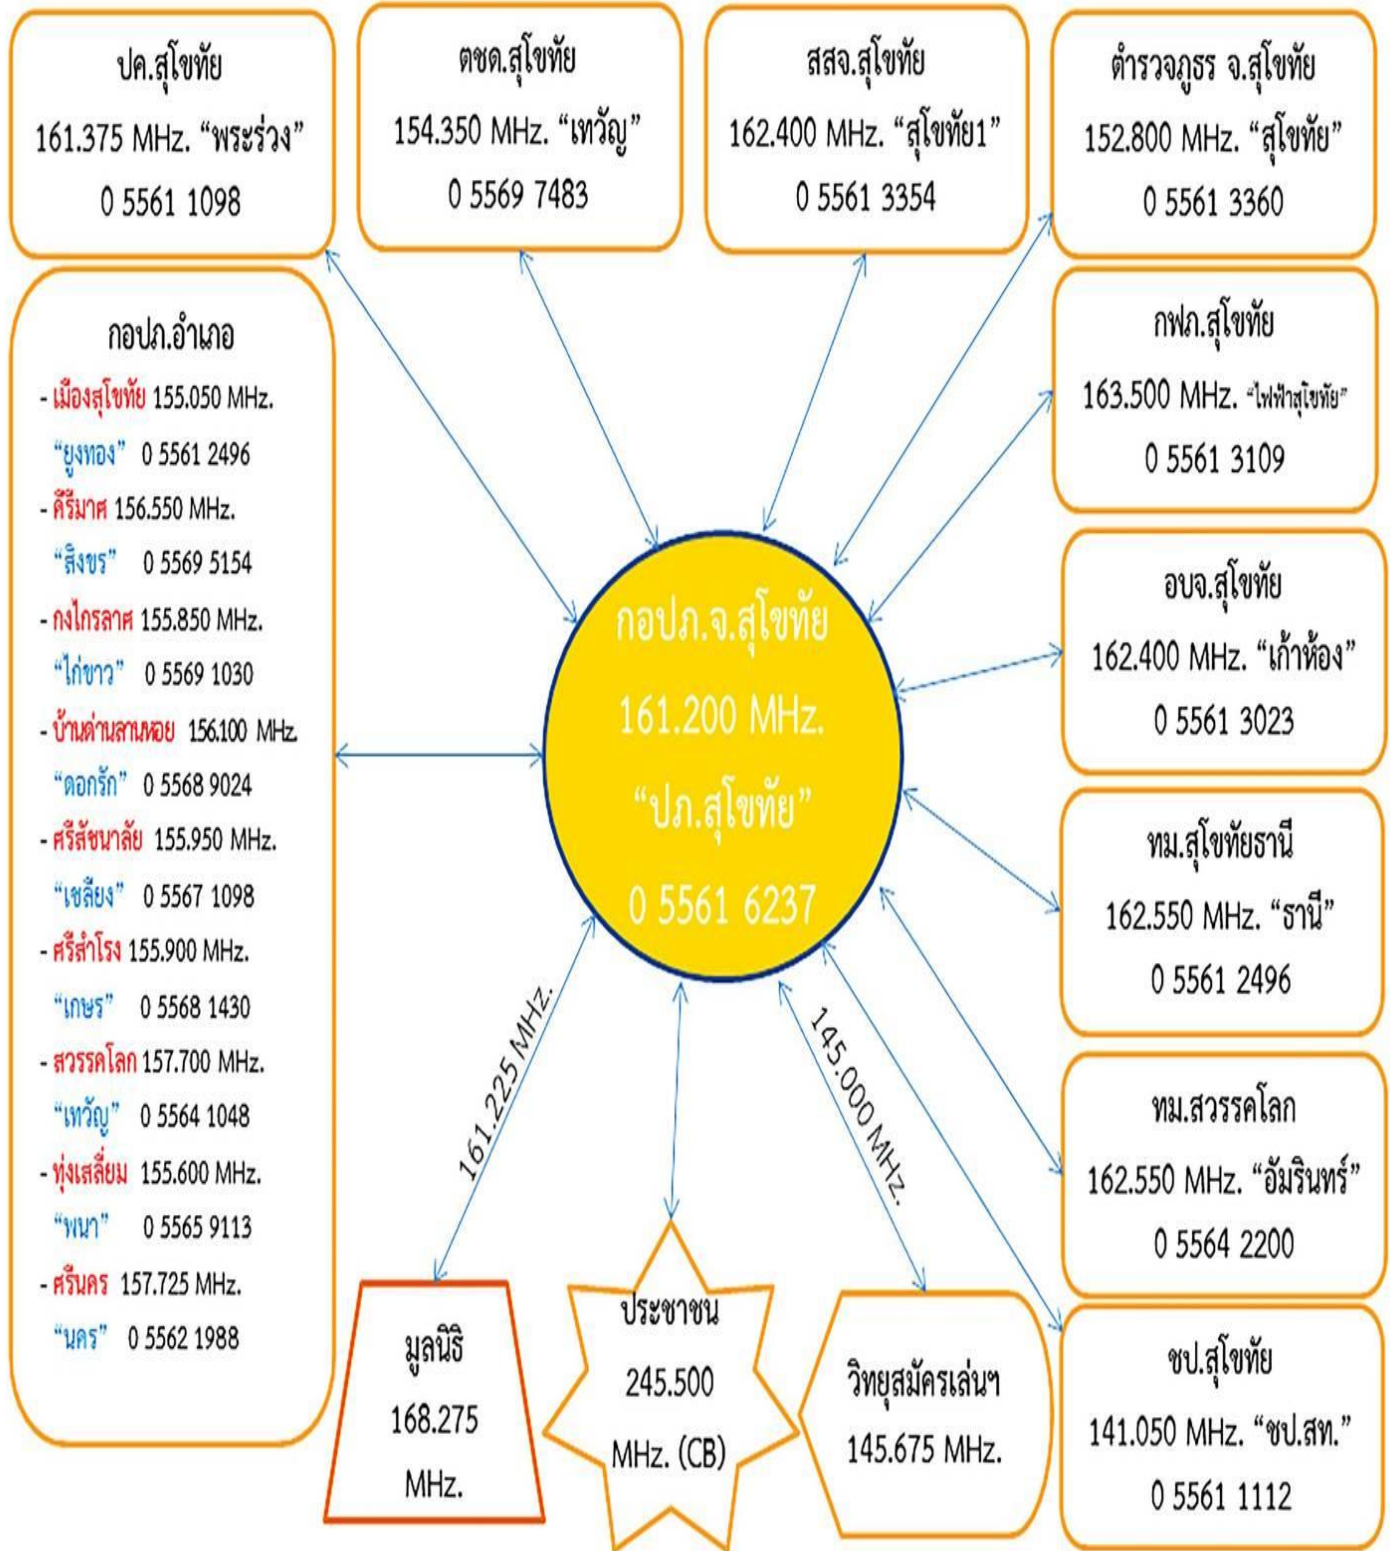 ปค.สุโขทัย
161.375 MHz. “พระร่วง”
0 5561 1098
ตชด.สุโขทัย
154.350 MHz. “เทวัญ”
0 5569 7483
สสจ.สุโขทัย
162.400 MHz. “สุโขทัย1”
0 5561 3354
ตำรวจภูธร จ.สุโขทัย
152.800 MHz. “สุโขทัย”
0 5561 3360
กอปภ.อำเภอ
- เมืองสุโขทัย 155.050 MHz.
“ยูงทอง” 0 5561 2496
- คีรีมาศ 156.550 MHz.
“สิงขร” 0 5569 5154
- กงไกรลาศ 155.850 MHz.
“ไก่ขาว” 0 5569 1030
- บ้านด่านลานหอย 156.100 MHz.
“ดอกรัก” 0 5568 9024
- ศรีสัชนาลัย 155.950 MHz.
“เชลียง” 0 5567 1098
- ศรีสำโรง 155.900 MHz.
“เกษร” 0 5568 1430
- สวรรคโลก 157.700 MHz.
“เทวัญ” 0 5564 1048
- ทุ่งเสลี่ยม 155.600 MHz.
“พนา” 0 5565 9113
- ศรีนคร 157.725 MHz.
“นคร” 0 5562 1988
กอปภ.จ.สุโขทัย
161.200 MHz.
“ปภ.สุโขทัย”
0 5561 6237
กฟภ.สุโขทัย
163.500 MHz. “ไฟฟ้าสุโขทัย”
0 5561 3109
อบจ.สุโขทัย
162.400 MHz. “เก้าห้อง”
0 5561 3023
ทม.สุโขทัยธานี
162.550 MHz. “ธานี”
0 5561 2496
ทม.สวรรคโลก
162.550 MHz. “อัมรินทร์”
0 5564 2200
ชป.สุโขทัย
141.050 MHz. “ชป.สท.”
0 5561 1112
161.225 MHz.
145.000 MHz.
มูลนิธิ
168.275
MHz.
ประชาชน
245.500
MHz. (CB)
วิทยุสมัครเล่นฯ
145.675 MHz.